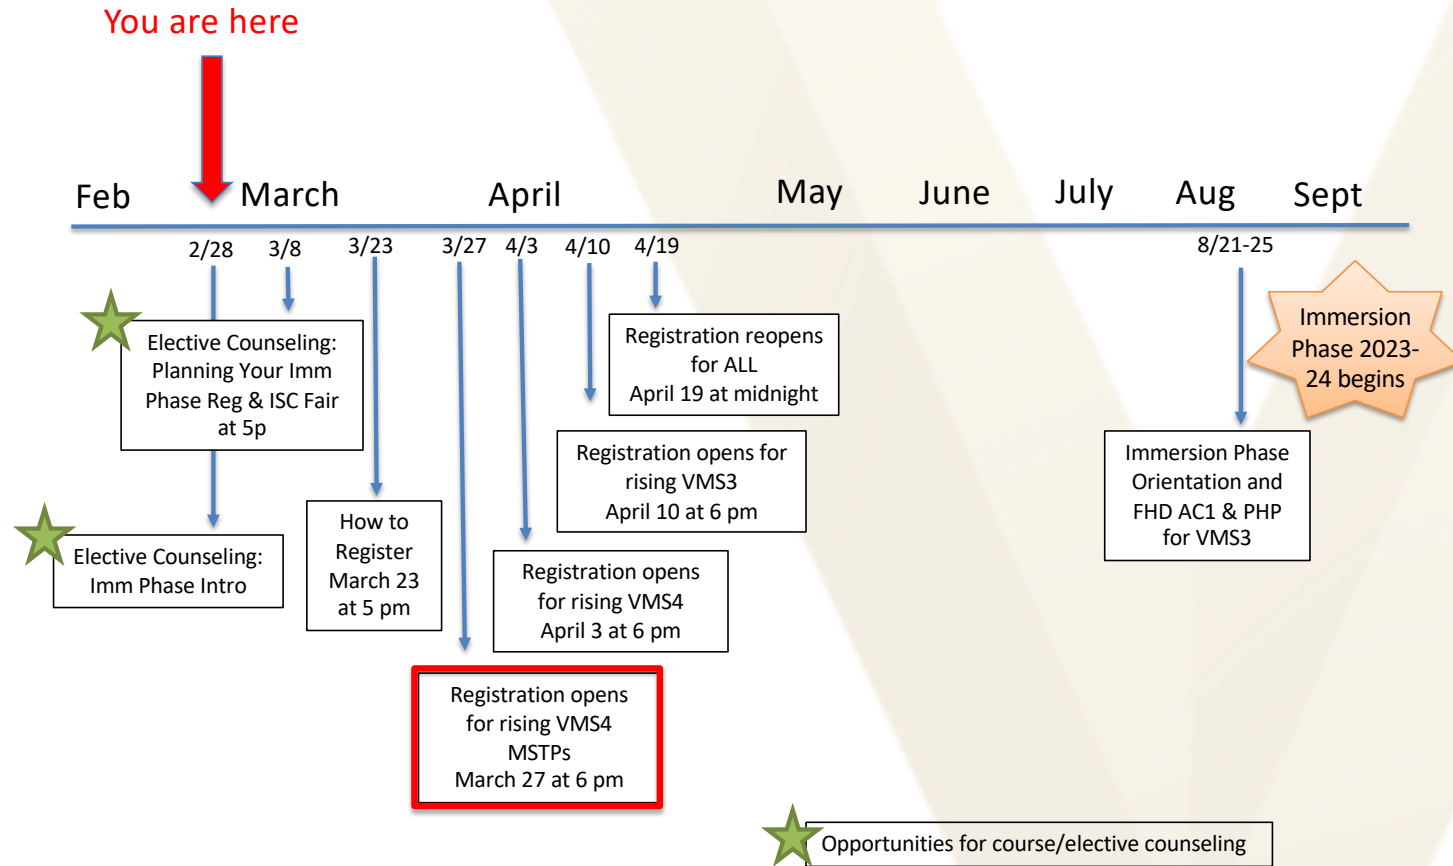 You are here
Feb
March
April
May
June
July
Aug
Sept
2/28
3/8
3/23
3/27
4/3
4/10
4/19
8/21-25
Elective Counseling:
Planning Your Imm
Phase Reg & ISC Fair
at 5p
Elective Counseling:
Imm Phase Intro
How to
Register
March 23
at 5 pm
Registration opens
for rising VMS4
MSTPs
March 27 at 6 pm
Registration opens
for rising VMS4
April 3 at 6 pm
Registration opens for
rising VMS3
April 10 at 6 pm
Registration reopens
for ALL
April 19 at midnight
Immersion Phase
Orientation and
FHD AC1 & PHP
for VMS3
Immersion
Phase 2023-
24 begins
Opportunities for course/elective counseling